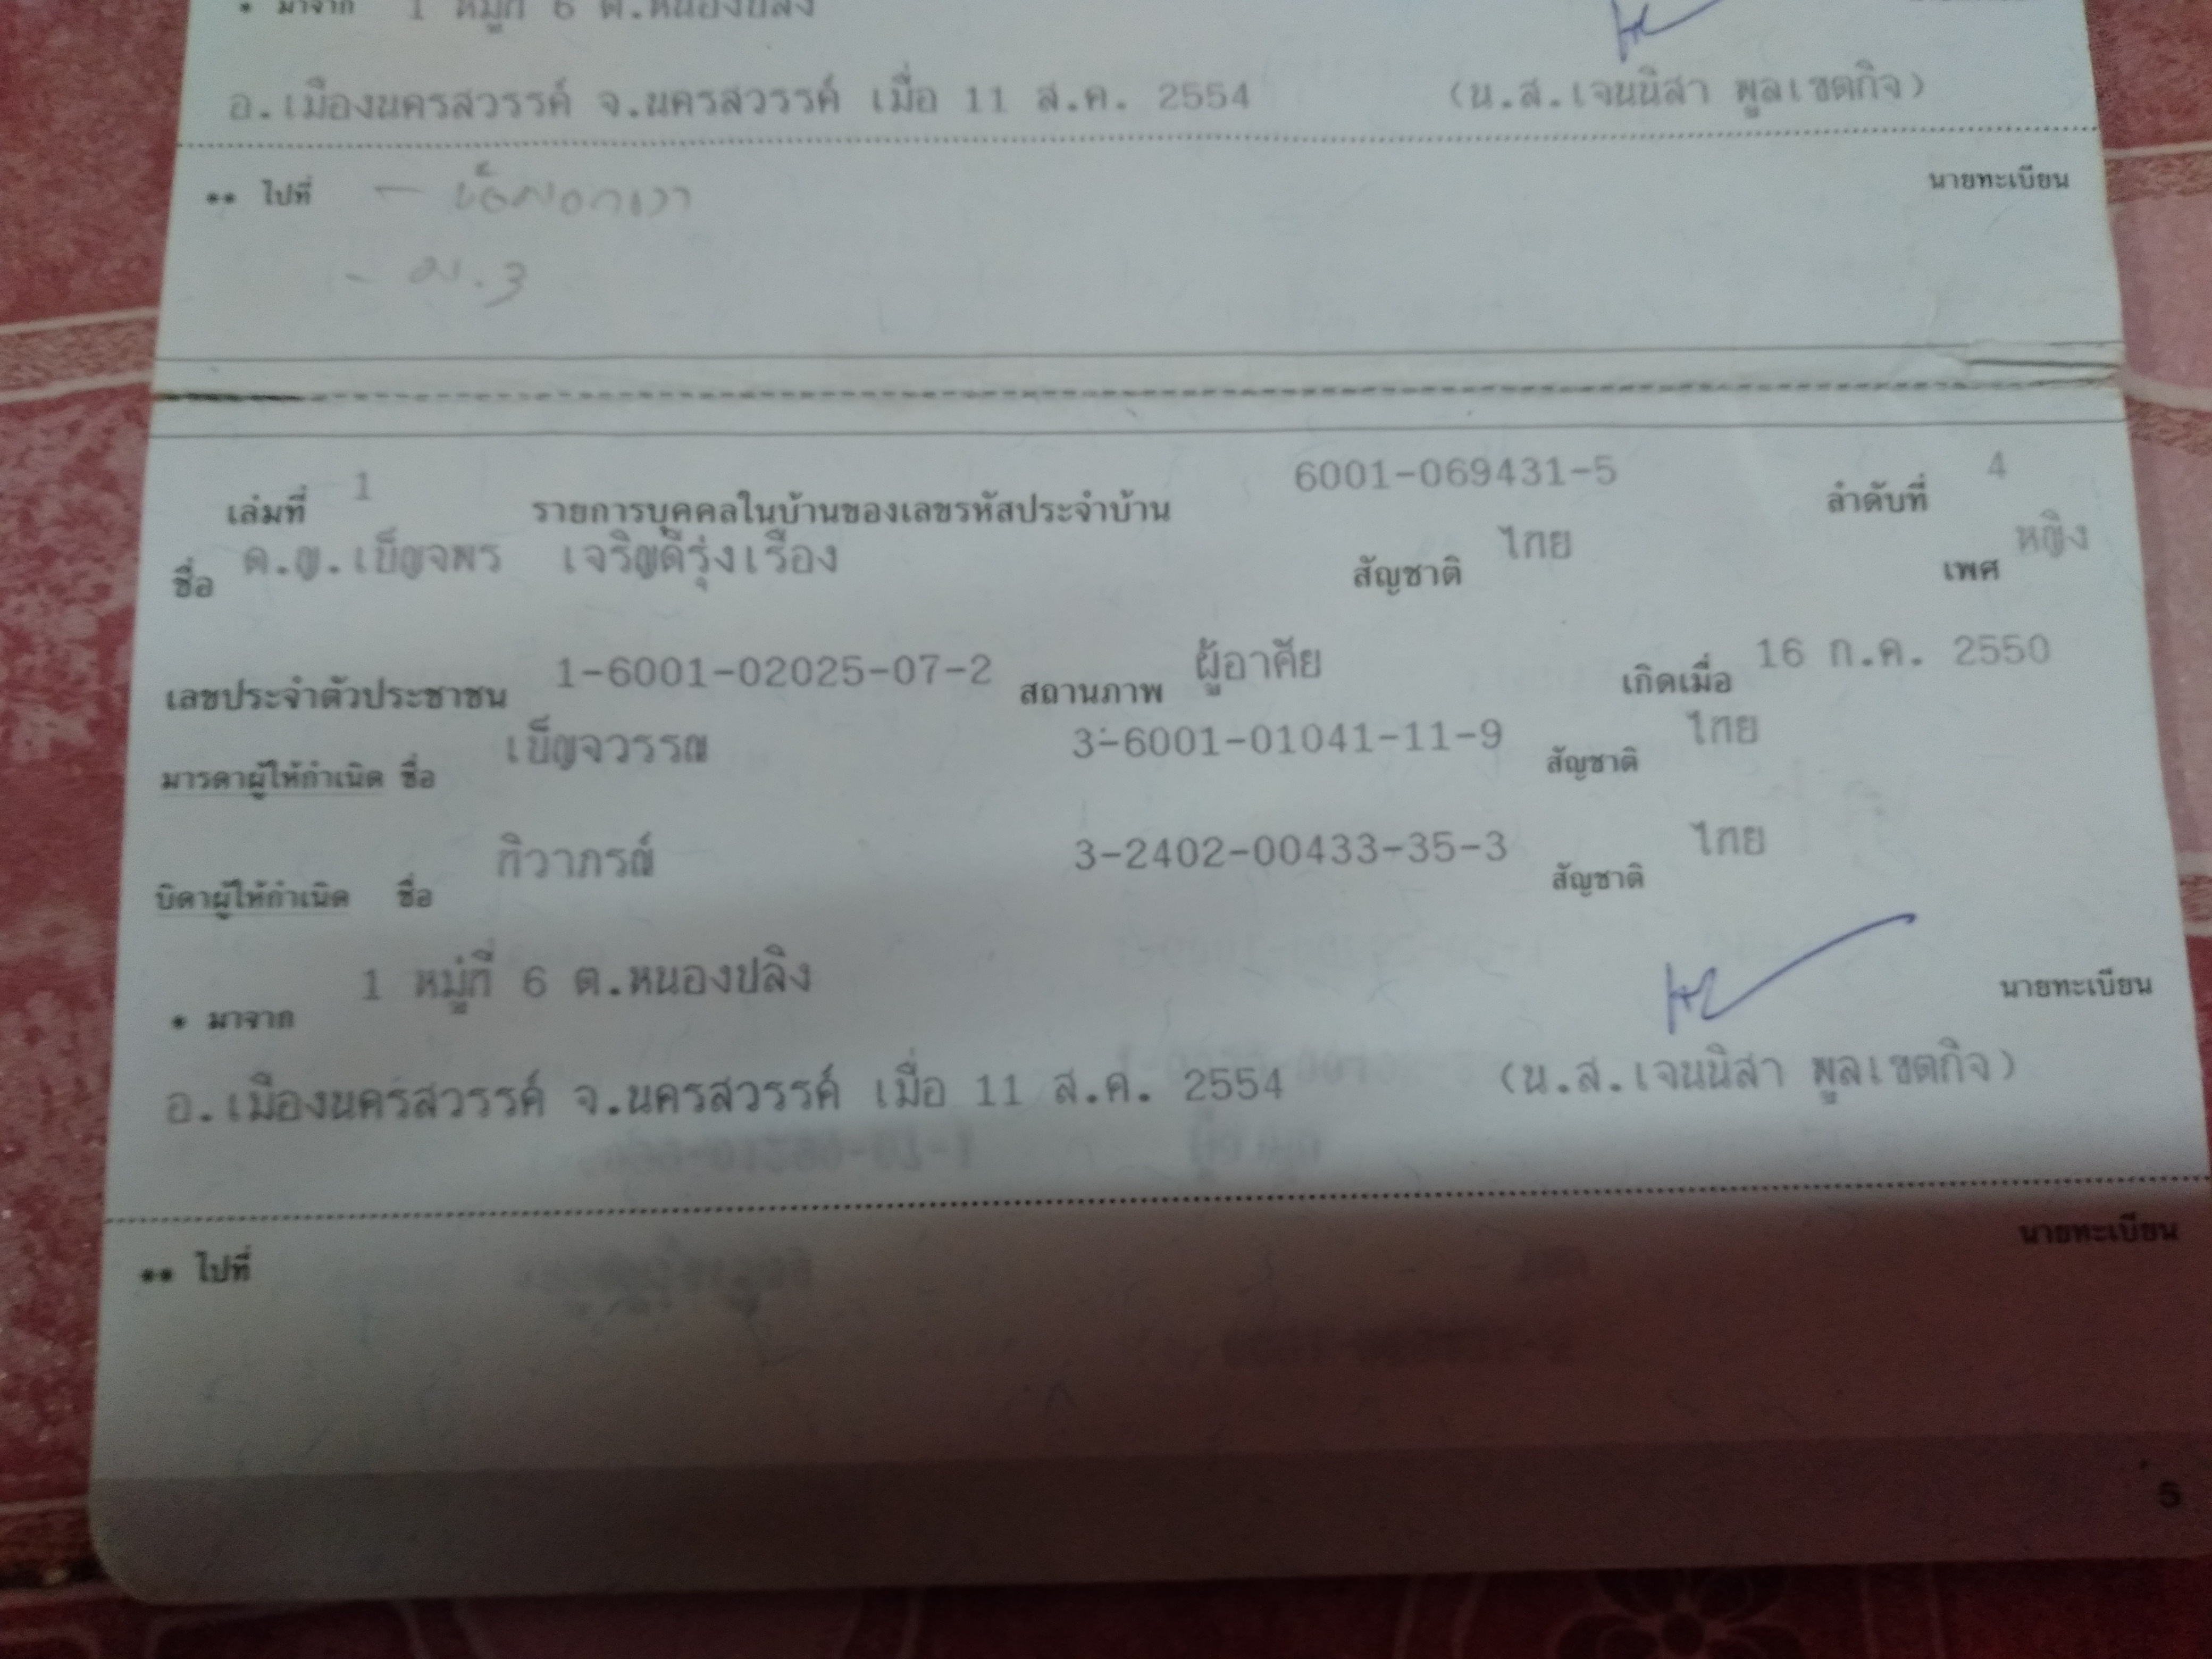 * มาจาก 1 หมู่ที่ 6 ต.หนองปลิง
อ.เมืองนครสวรรค์ จ.นครสวรรค์ เมื่อ 11 ส.ค. 2554 (น.ส.เจนนิสา พูลเขตกิจ)
** ไปที่ นายทะเบียน
- ม.3
เล่มที่ 1 รายการบุคคลในบ้านของเลขรหัสประจำบ้าน 6001-069431-5 ลำดับที่ 4
ชื่อ ด.ญ.เบ็ญจพร เจริญดีรุ่งเรือง สัญชาติ ไทย เพศ หญิง
เลขประจำตัวประชาชน 1-6001-02025-07-2 สถานภาพ ผู้อาศัย เกิดเมื่อ 16 ก.ค. 2550
มารดาผู้ให้กำเนิด ชื่อ เบ็ญจวรรณ 3-6001-01041-11-9 สัญชาติ ไทย
บิดาผู้ให้กำเนิด ชื่อ ทิวาภรณ์ 3-2402-00433-35-3 สัญชาติ ไทย
* มาจาก 1 หมู่ที่ 6 ต.หนองปลิง นายทะเบียน
อ.เมืองนครสวรรค์ จ.นครสวรรค์ เมื่อ 11 ส.ค. 2554 (น.ส.เจนนิสา พูลเขตกิจ)
** ไปที่ นายทะเบียน
5